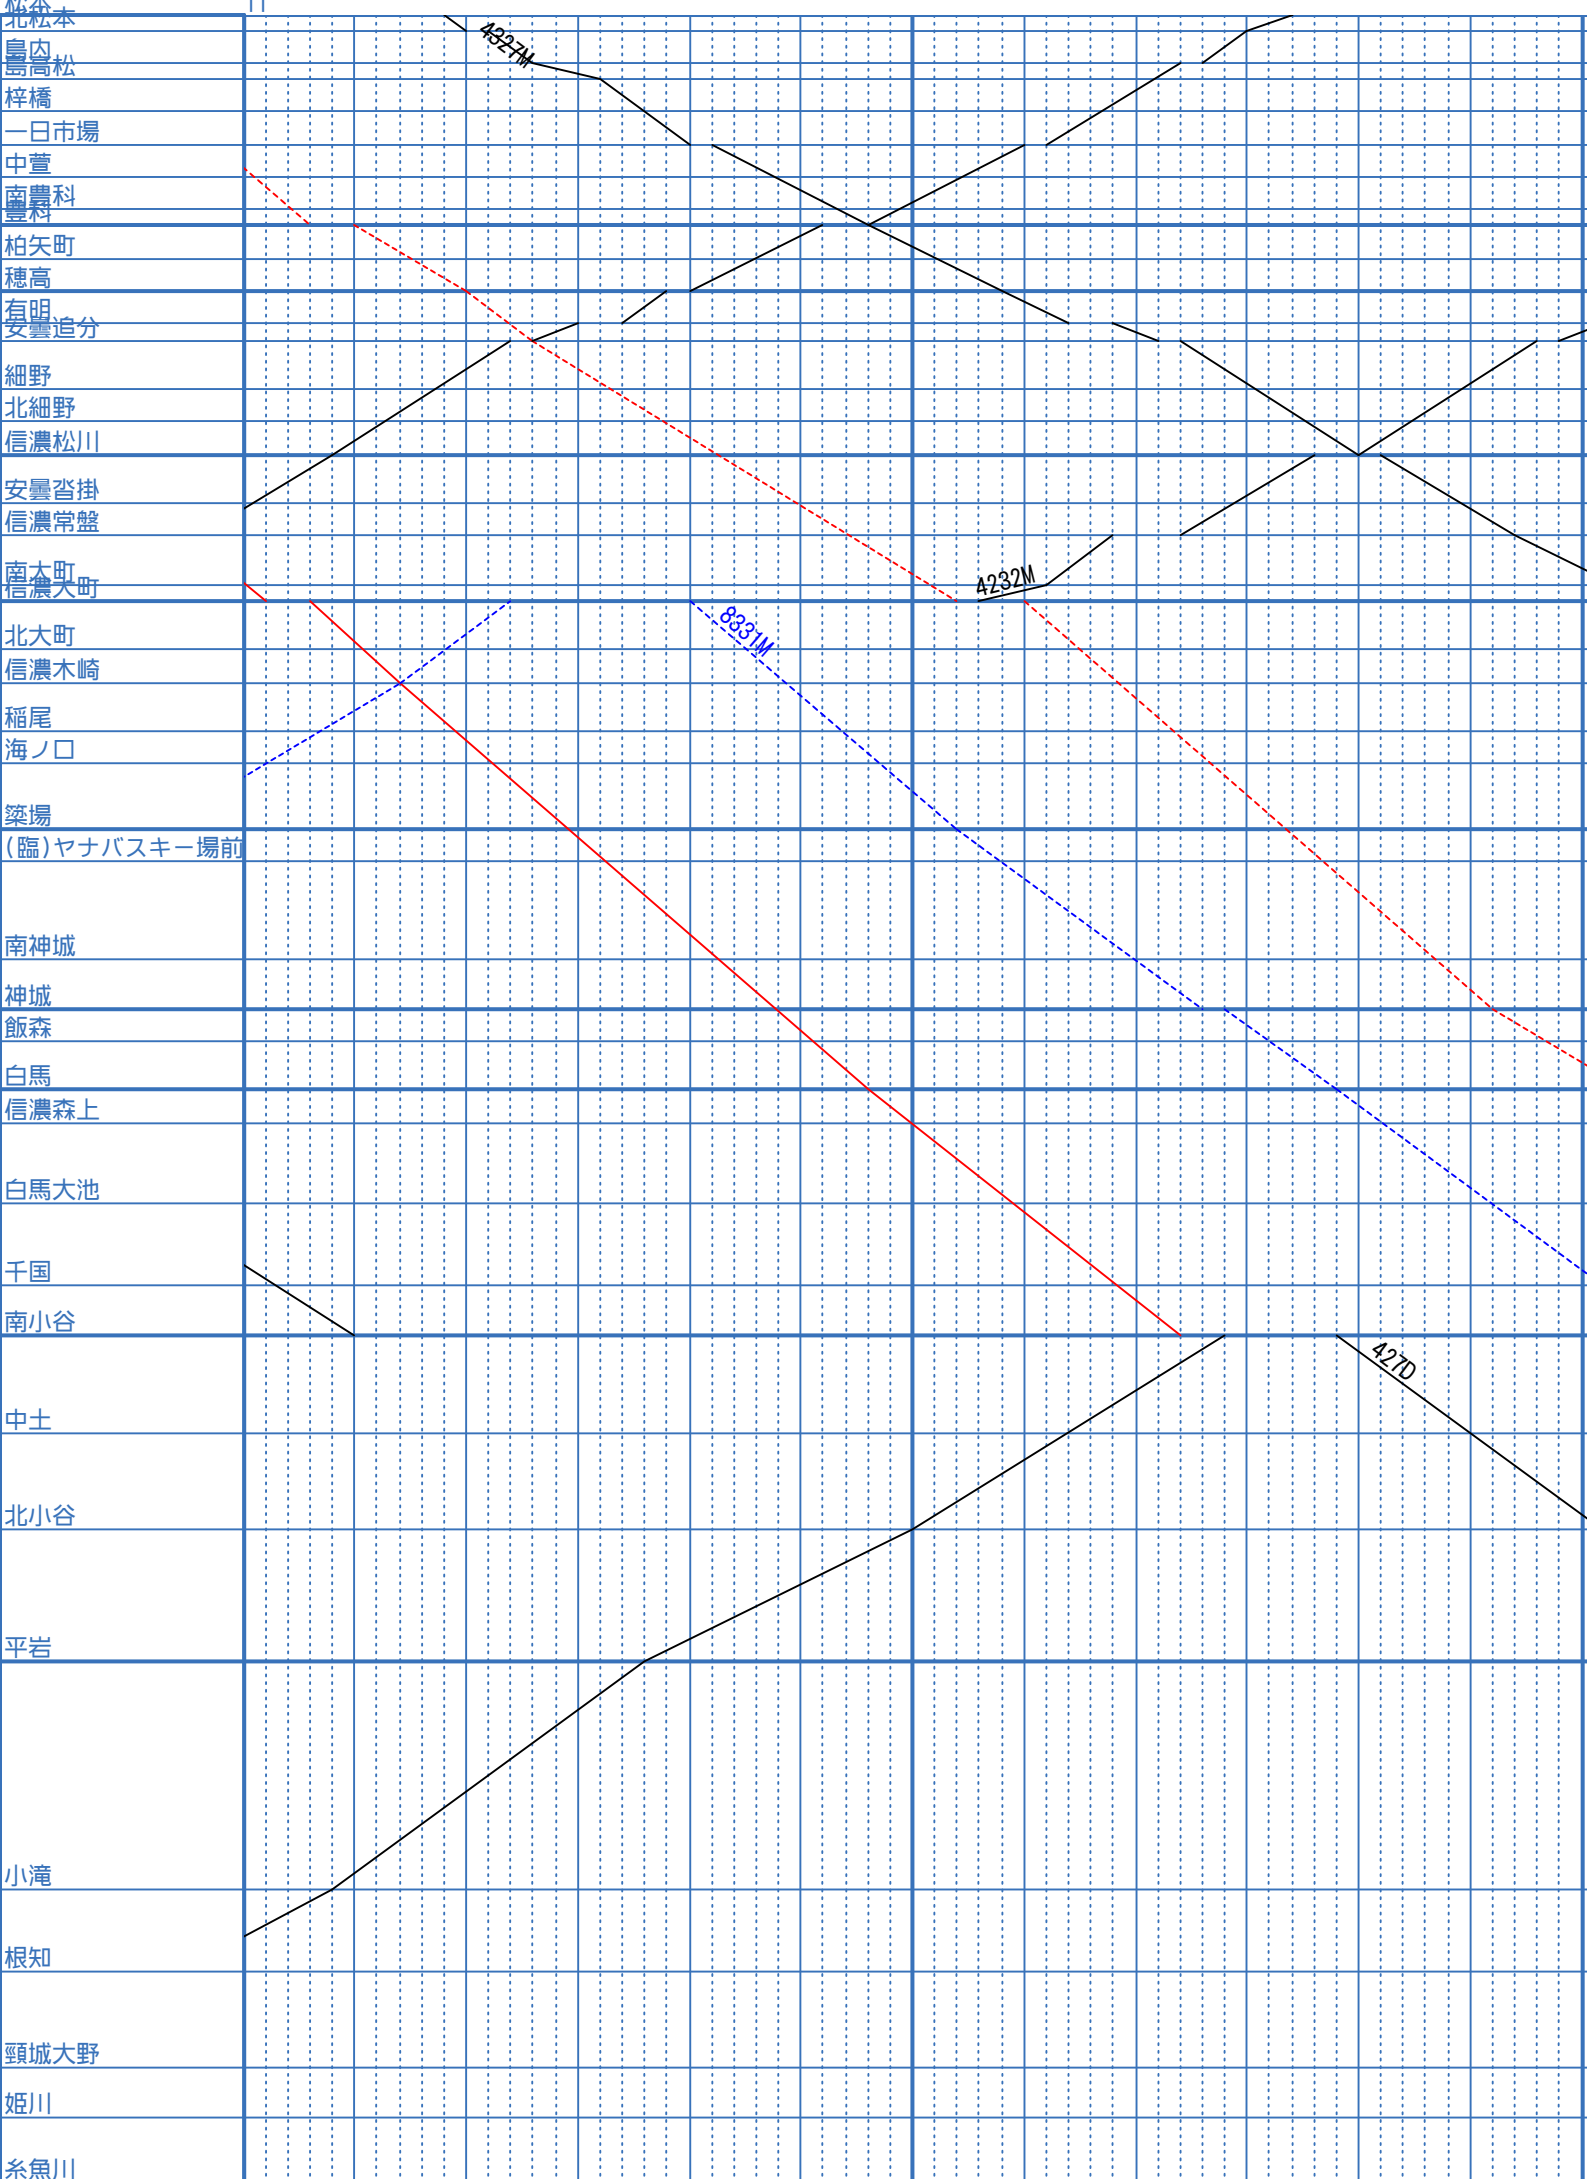 松本
11
北松本
島内
島高松
梓橋
一日市場
中萱
南豊科
豊科
柏矢町
穂高
有明
安曇追分
細野
北細野
信濃松川
安曇沓掛
信濃常盤
南大町
信濃大町
北大町
信濃木崎
稲尾
海ノ口
簗場
(臨)ヤナバスキー場前
南神城
神城
飯森
白馬
信濃森上
白馬大池
千国
南小谷
中土
北小谷
平岩
小滝
根知
頸城大野
姫川
糸魚川
4327M
4232M
8331M
427D